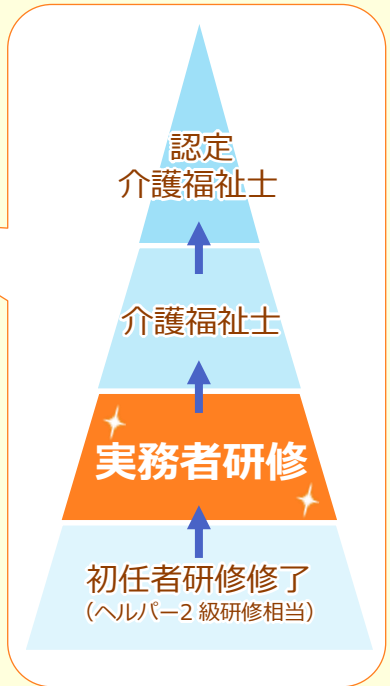 認定
介護福祉士
介護福祉士
実務者研修
初任者研修修了
（ヘルパー2 級研修相当）